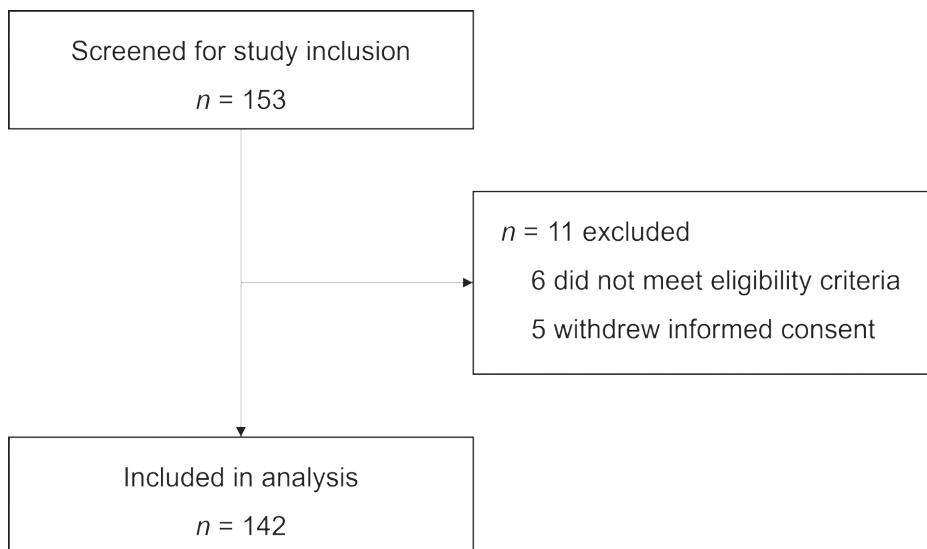 Screened for study inclusion
n = 153
n = 11 excluded
6 did not meet eligibility criteria
5 withdrew informed consent
Included in analysis
n = 142